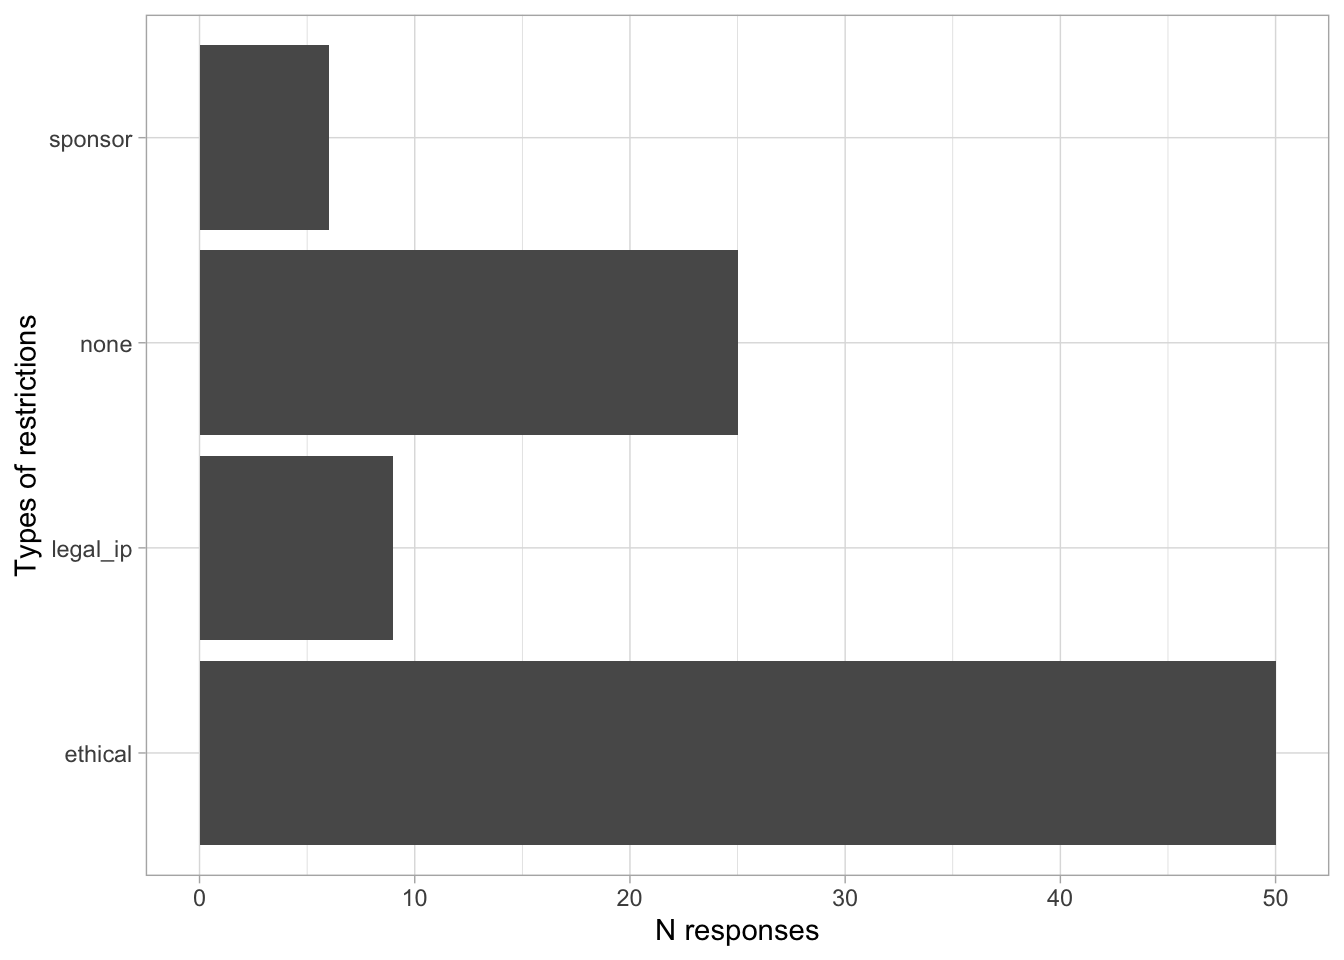 Types of restrictions
sponsor
none
legal_ip
ethical
0 10 20 30 40 50
N responses